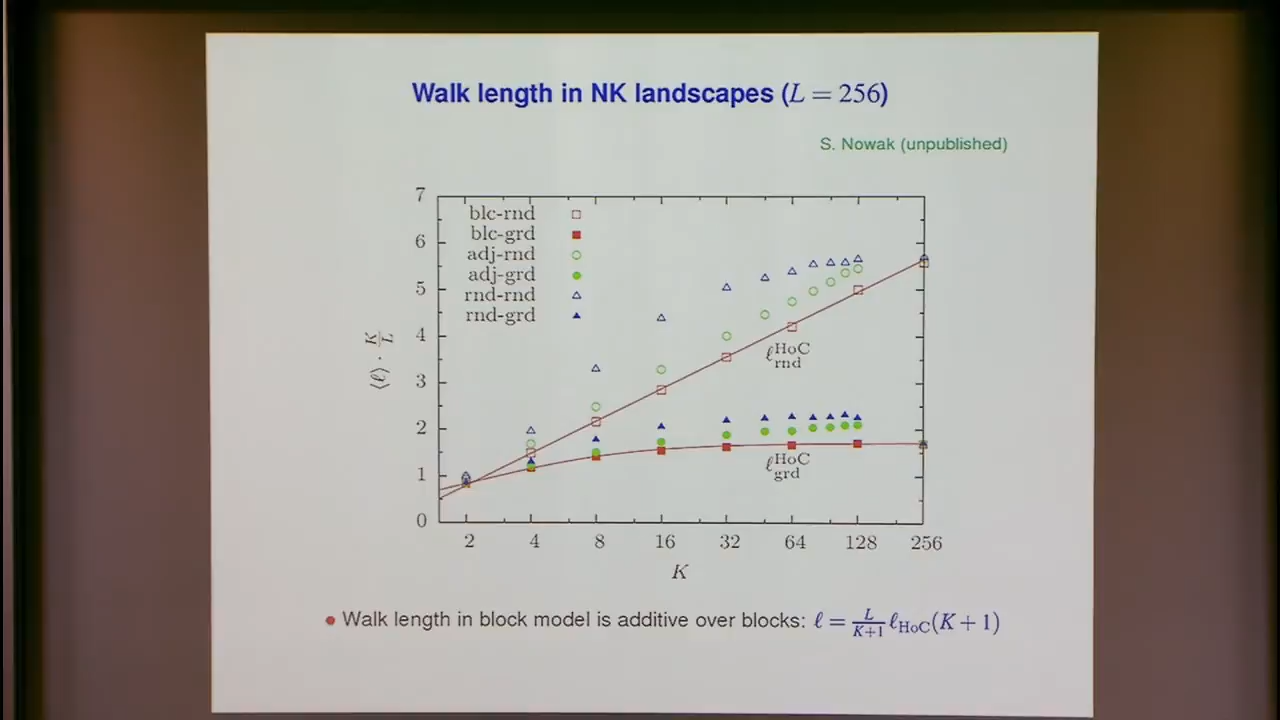 Walk length in NK landscapes (L = 256)
S. Nowak (unpublished)
7
6
5
4
3
2
1
0
⟨ℓ⟩ · K/L
blc-rnd
blc-grd
adj-rnd
adj-grd
rnd-rnd
rnd-grd
ℓ_rnd^HoC
ℓ_grd^HoC
2 4 8 16 32 64 128 256
K
• Walk length in block model is additive over blocks: ℓ = L/(K+1) ℓ_HoC(K + 1)